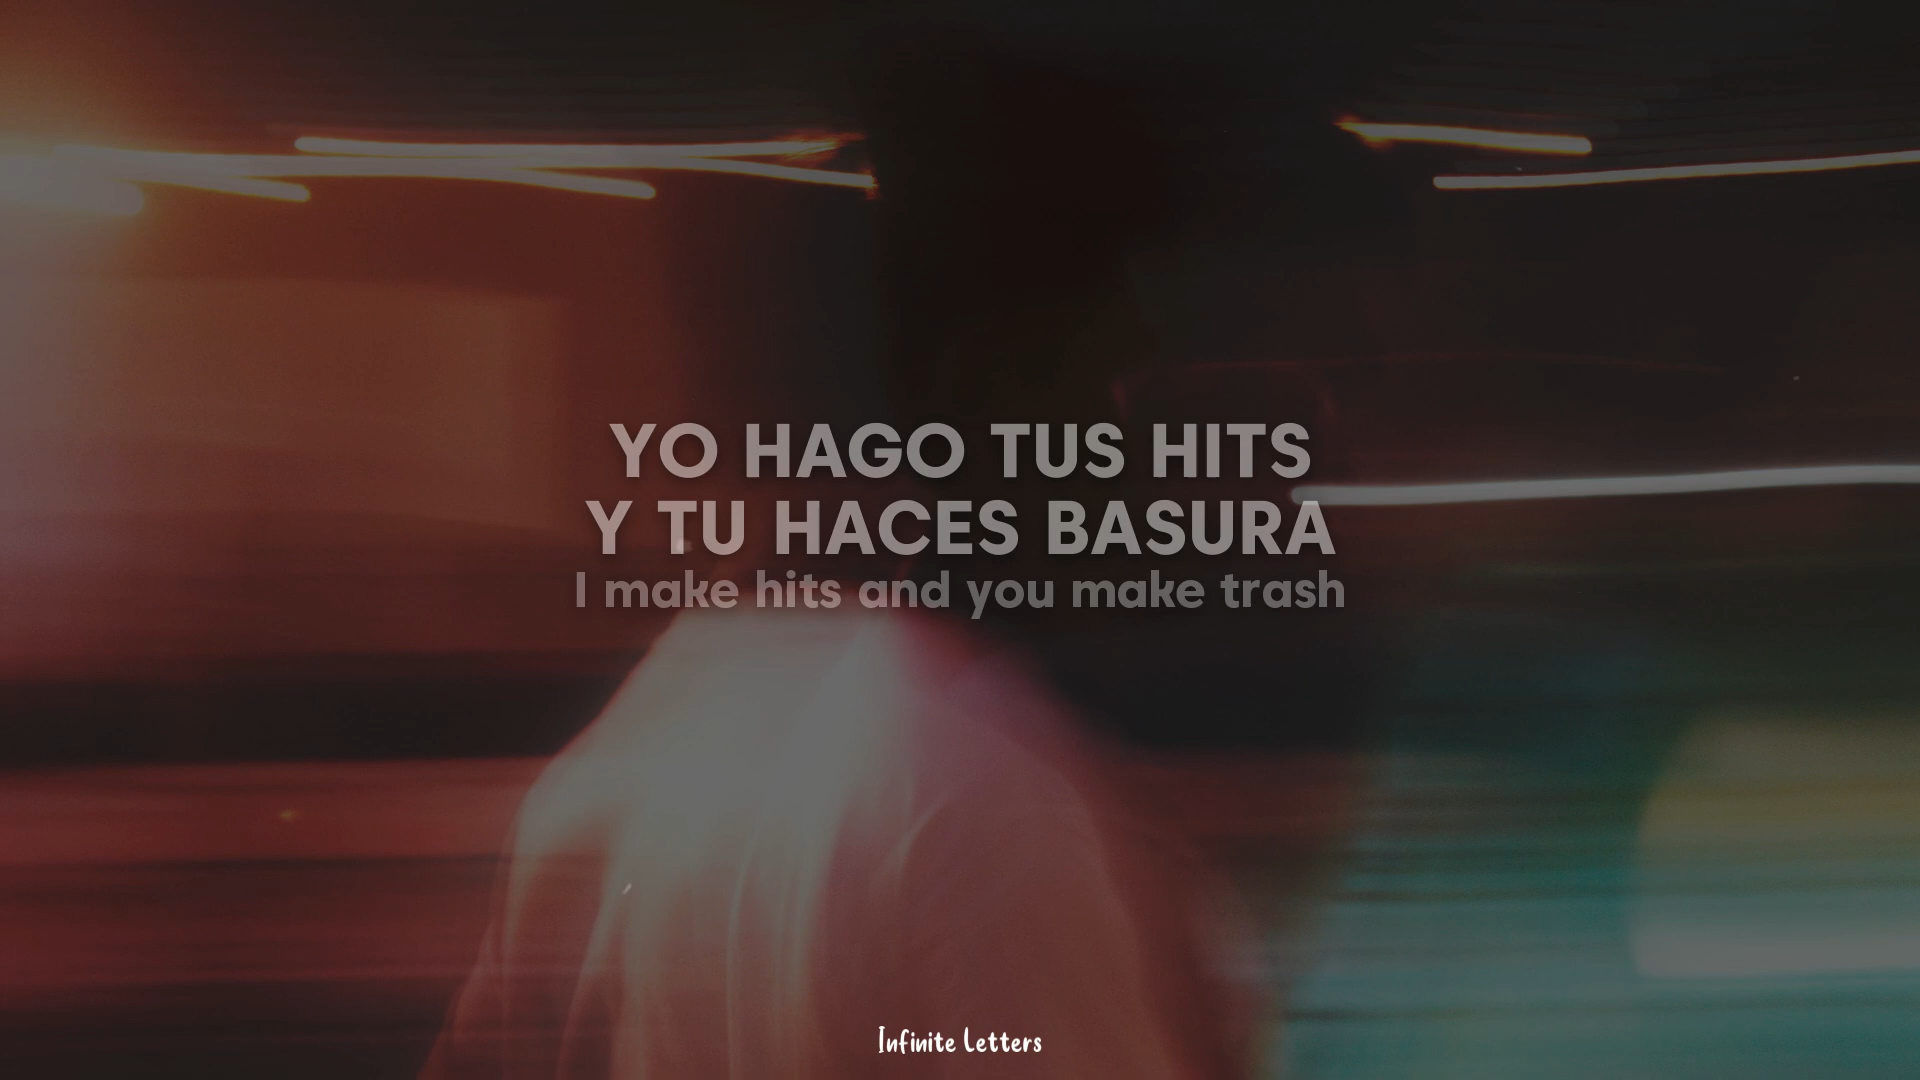 YO HAGO TUS HITS
Y TU HACES BASURA
I make hits and you make trash
Infinite Letters